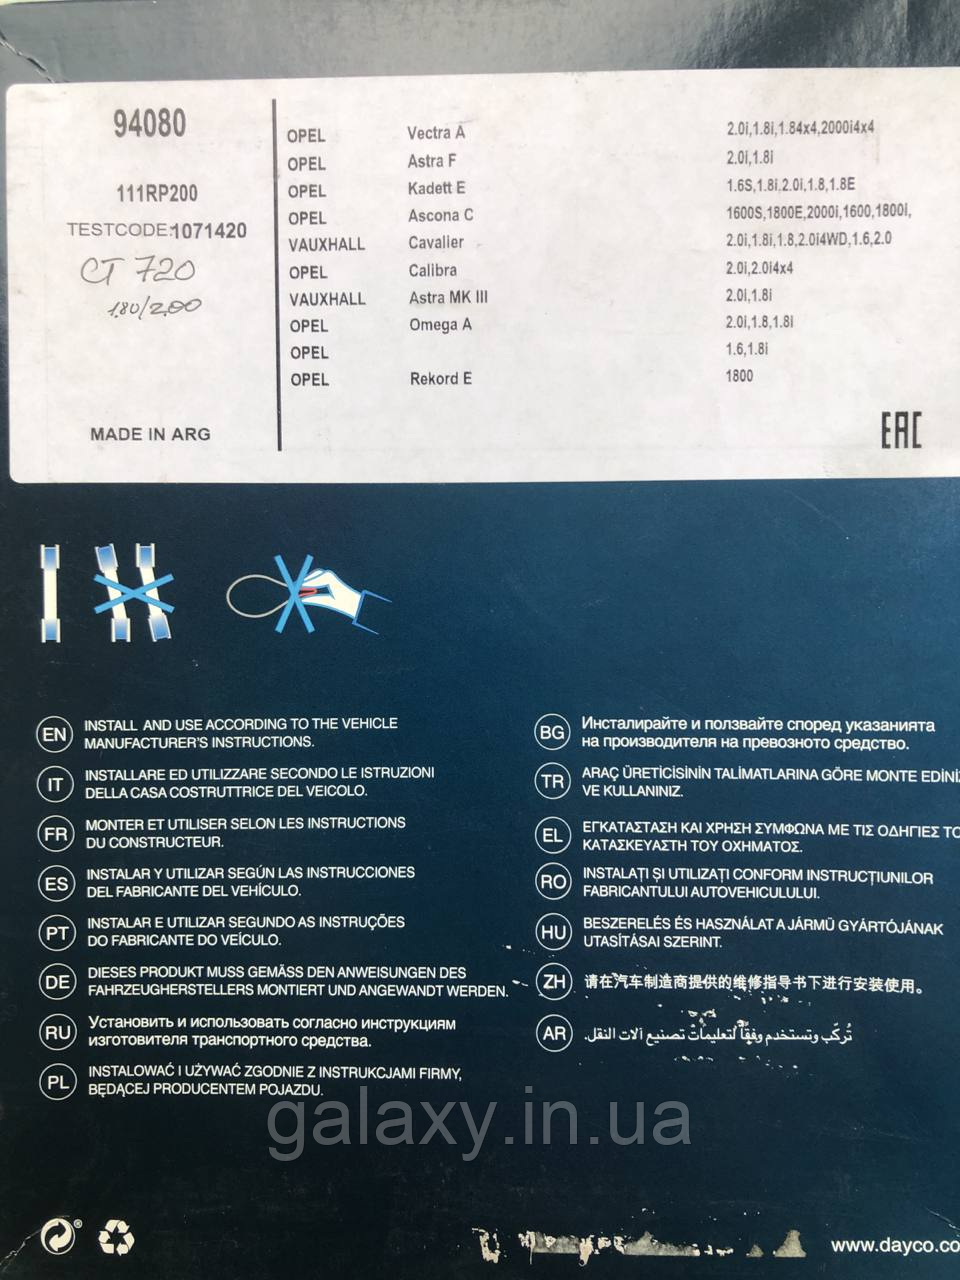 94080
111RP200
TESTCODE:1071420
CT 720
1.80/2.00
MADE IN ARG
OPEL Vectra A 2.0i,1.8i,1.84x4,2000i4x4
OPEL Astra F 2.0i,1.8i
OPEL Kadett E 1.6S,1.8i,2.0i,1.8,1.8E
OPEL Ascona C 1600S,1800E,2000i,1600,1800i,
VAUXHALL Cavalier 2.0i,1.8i,1.8,2.0i4WD,1.6,2.0
OPEL Calibra 2.0i,2.0i4x4
VAUXHALL Astra MK III 2.0i,1.8i
OPEL Omega A 2.0i,1.8,1.8i
OPEL 1.6,1.8i
OPEL Rekord E 1800
EAC
EN INSTALL AND USE ACCORDING TO THE VEHICLE
MANUFACTURER'S INSTRUCTIONS.
IT INSTALLARE ED UTILIZZARE SECONDO LE ISTRUZIONI
DELLA CASA COSTRUTTRICE DEL VEICOLO.
FR MONTER ET UTILISER SELON LES INSTRUCTIONS
DU CONSTRUCTEUR.
ES INSTALAR Y UTILIZAR SEGÚN LAS INSTRUCCIONES
DEL FABRICANTE DEL VEHÍCULO.
PT INSTALAR E UTILIZAR SEGUNDO AS INSTRUÇÕES
DO FABRICANTE DO VEÍCULO.
DE DIESES PRODUKT MUSS GEMÄSS DEN ANWEISUNGEN DES
FAHRZEUGHERSTELLERS MONTIERT UND ANGEWANDT WERDEN.
RU Установить и использовать согласно инструкциям
изготовителя транспортного средства.
PL INSTALOWAĆ I UŻYWAĆ ZGODNIE Z INSTRUKCJAMI FIRMY,
BĘDĄCEJ PRODUCENTEM POJAZDU.
BG Инсталирайте и ползвайте според указанията
на производителя на превозното средство.
TR ARAÇ ÜRETİCİSİNİN TALİMATLARINA GÖRE MONTE EDİNİZ
VE KULLANINIZ.
EL ΕΓΚΑΤΑΣΤΑΣΗ ΚΑΙ ΧΡΗΣΗ ΣΥΜΦΩΝΑ ΜΕ ΤΙΣ ΟΔΗΓΙΕΣ ΤΟ
ΚΑΤΑΣΚΕΥΑΣΤΗ ΤΟΥ ΟΧΗΜΑΤΟΣ.
RO INSTALAȚI ȘI UTILIZAȚI CONFORM INSTRUCȚIUNILOR
FABRICANTULUI AUTOVEHICULULUI.
HU BESZERELÉS ÉS HASZNÁLAT A JÁRMŰ GYÁRTÓJÁNAK
UTASÍTÁSAI SZERINT.
ZH 请在汽车制造商提供的维修指导书下进行安装使用。
AR تُركّب وتستخدم وفقاً لتعليمات تصنيع آلات النقل.
galaxy.in.ua
www.dayco.co